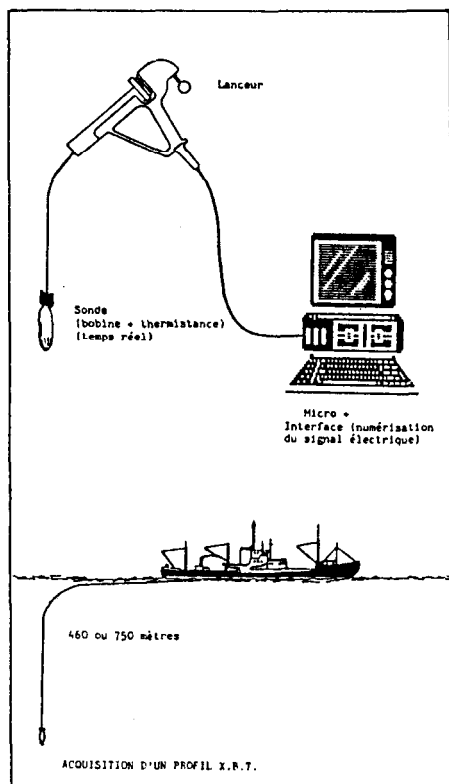 Lanceur
Sonde
(bobine + thermistance)
(temps réel)
Micro +
Interface (numérisation
du signal électrique)
460 ou 750 mètres
ACQUISITION D'UN PROFIL X.B.T.